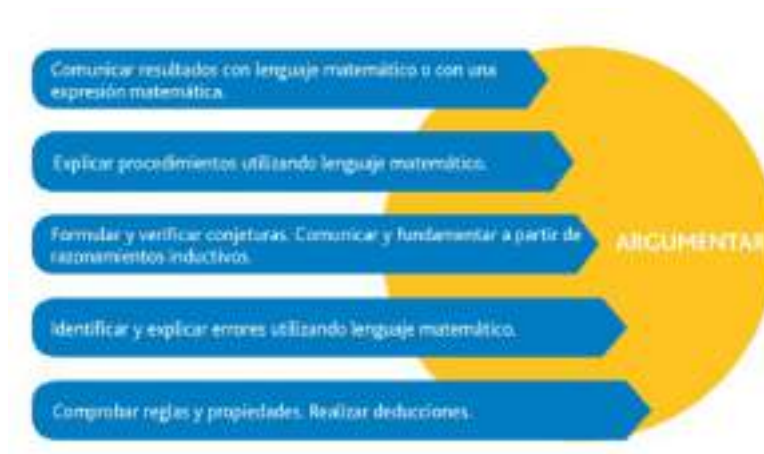 Comunicar resultados con lenguaje matemático o con una
expresión matemática.
Explicar procedimientos utilizando lenguaje matemático.
Formular y verificar conjeturas. Comunicar y fundamentar a partir de
razonamientos inductivos.
ARGUMENTAR
Identificar y explicar errores utilizando lenguaje matemático.
Comprobar reglas y propiedades. Realizar deducciones.